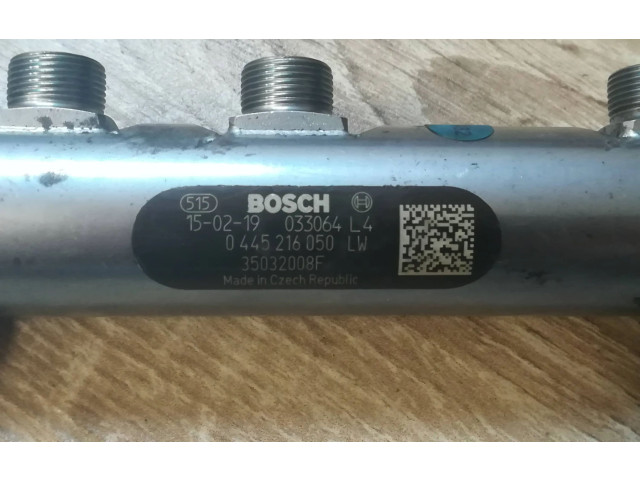 515 BOSCH
15-02-19 033064 L4
0 445 216 050 LW
35032008F
Made in Czech Republic